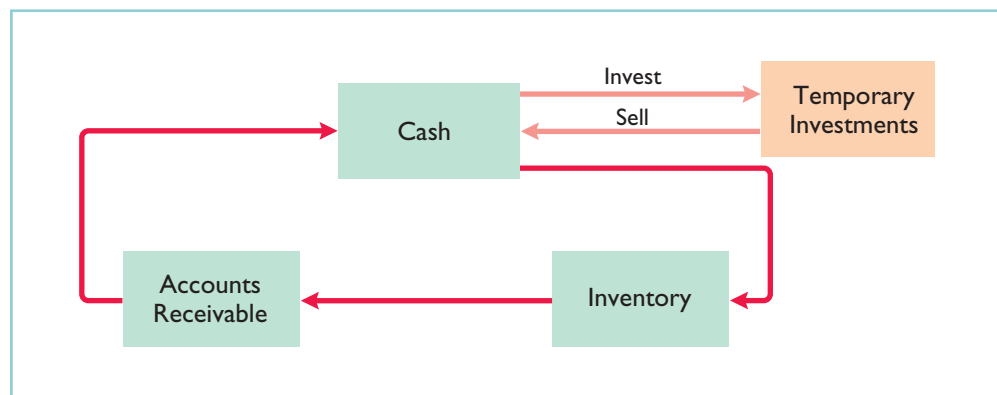 Invest
Temporary
Investments
Cash
Sell
Accounts
Receivable
Inventory